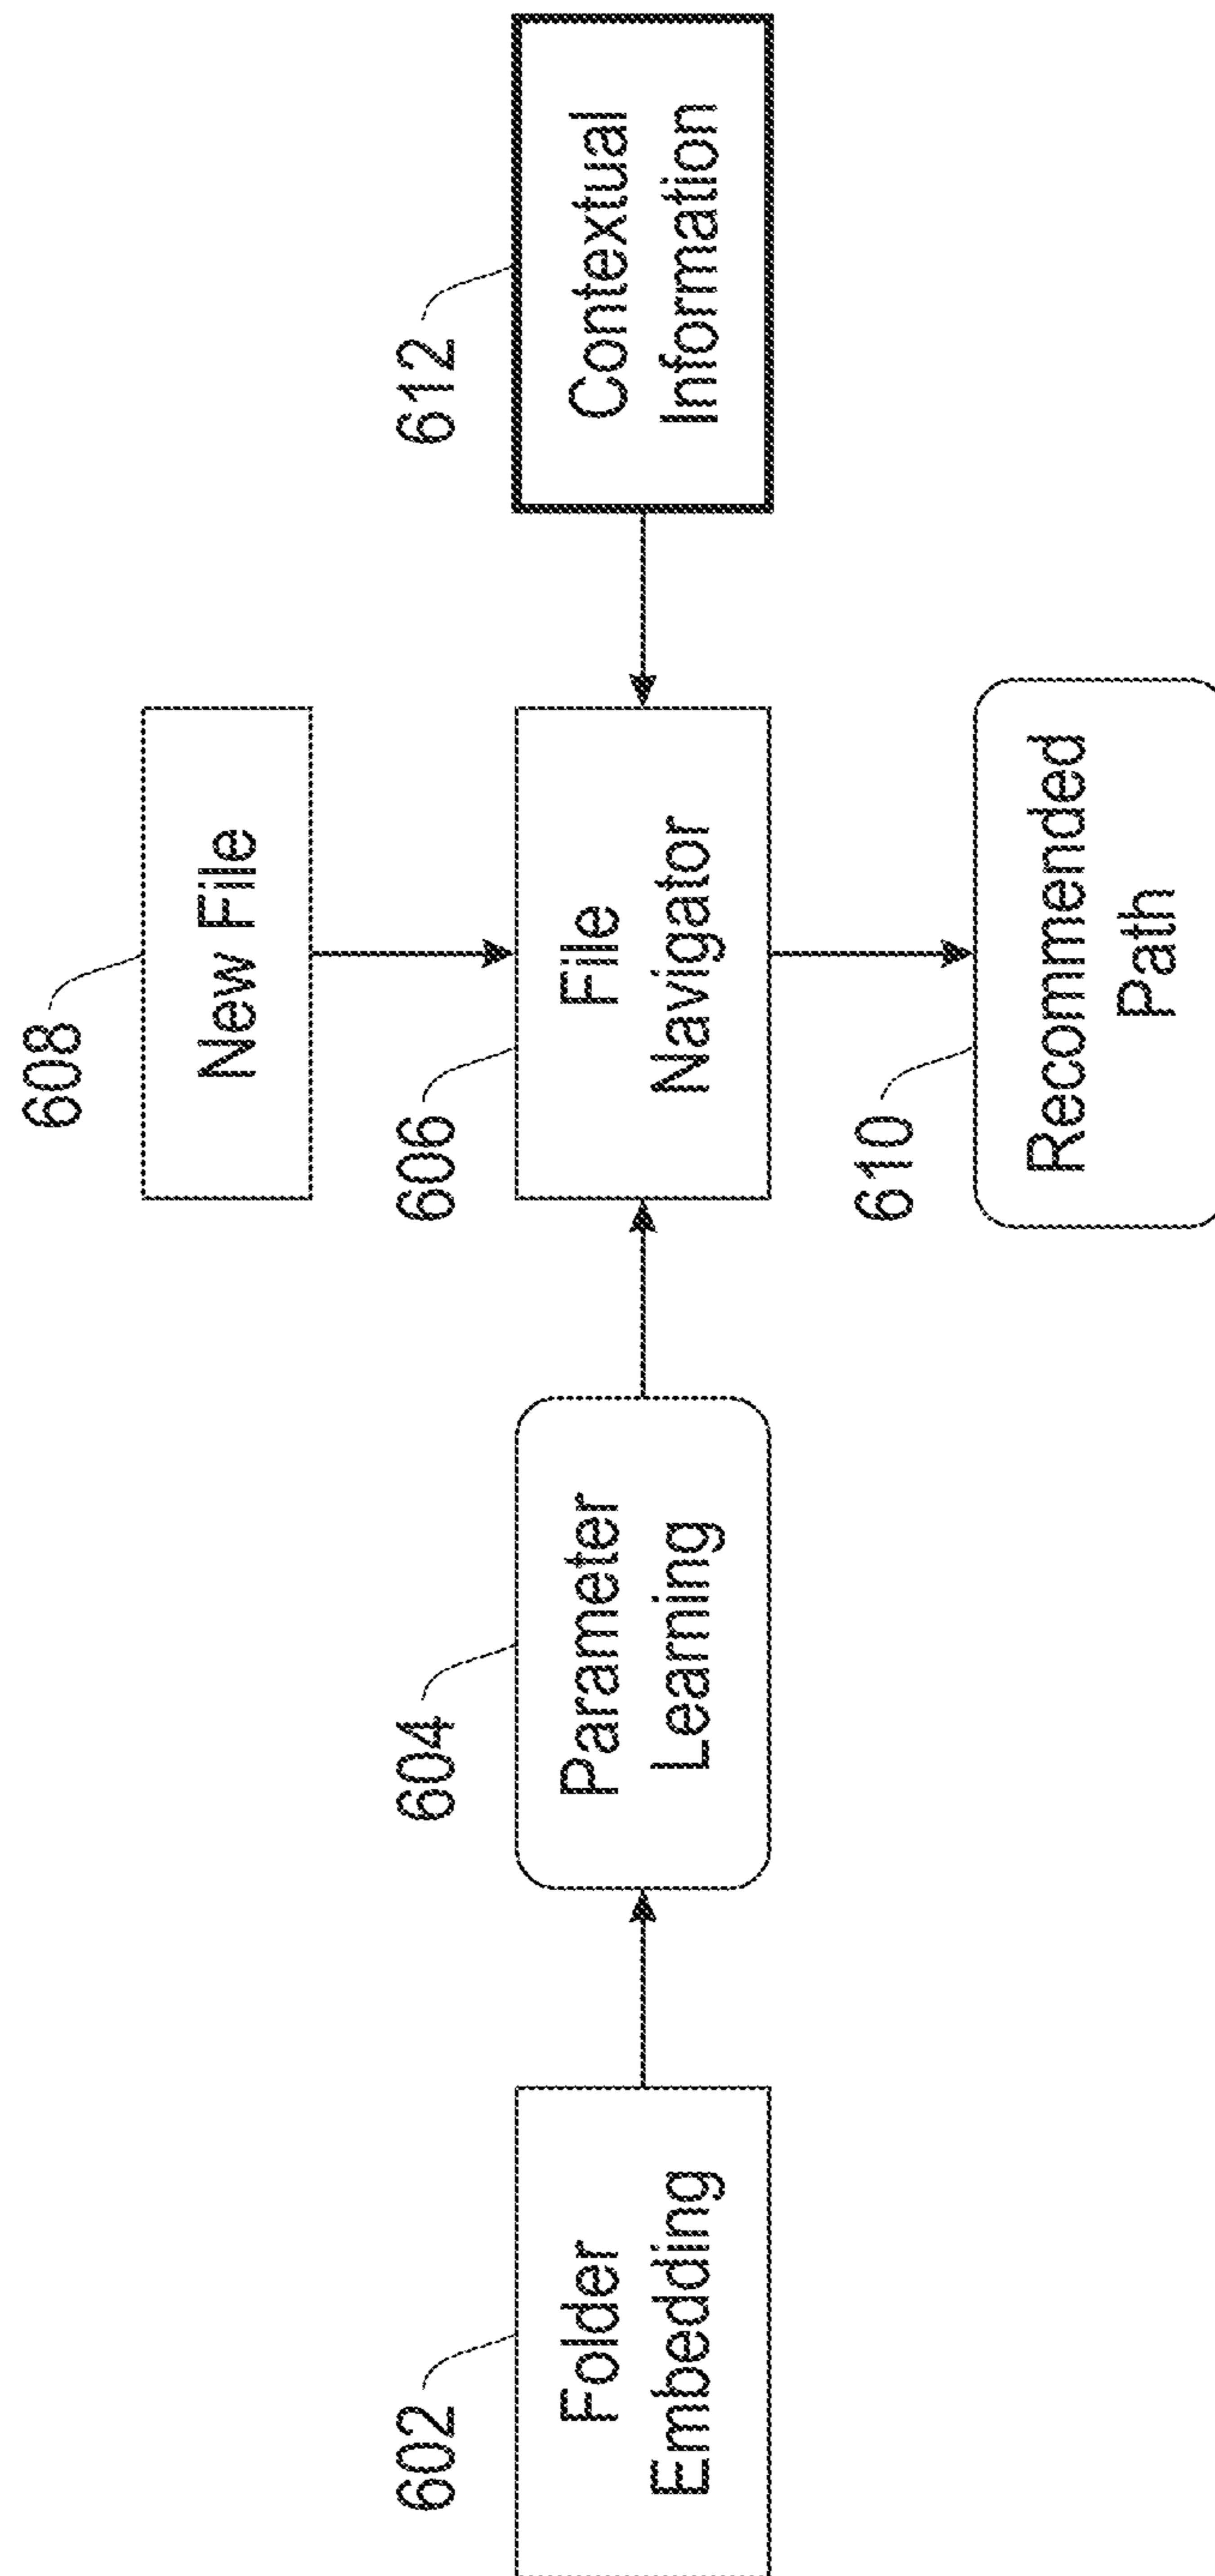 608
New File
602
Folder
Embedding
604
Parameter
Learning
606
File
Navigator
612
Contextual
Information
610
Recommended
Path